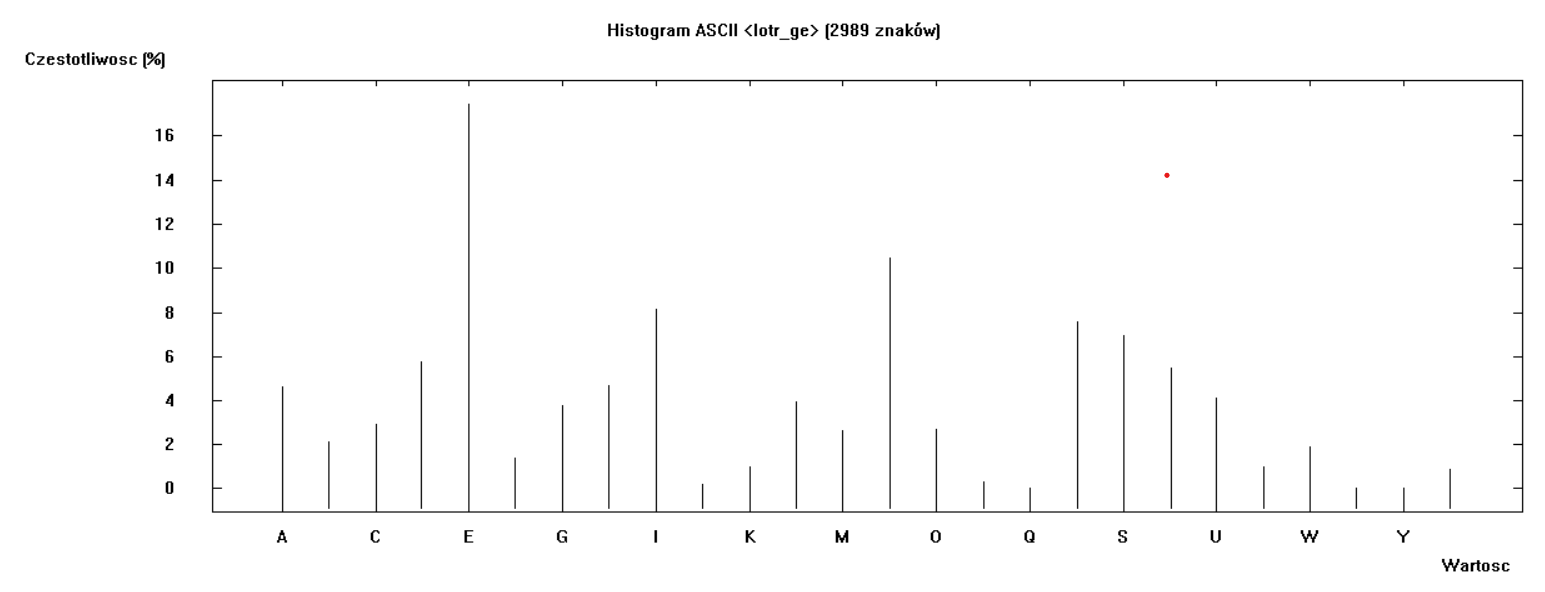 Histogram ASCII <lotr_ge> (2989 znaków)
Czestotliwosc (%)
16
14
12
10
8
6
4
2
0
A C E G I K M O Q S U W Y
Wartosc